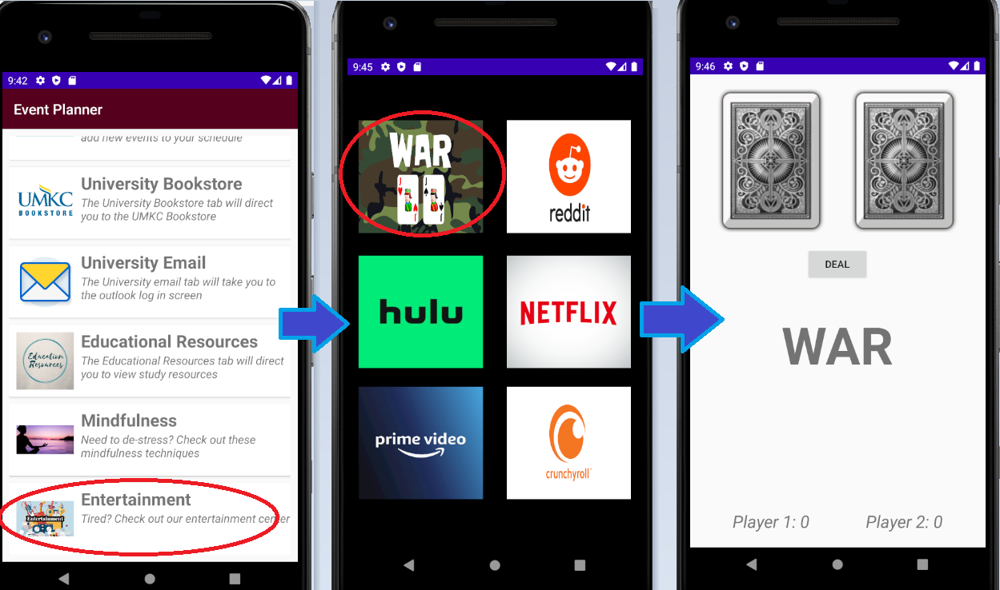 9:42
Event Planner
add new events to your schedule
University Bookstore
UMKC
BOOKSTORE
The University Bookstore tab will direct
you to the UMKC Bookstore
University Email
The University email tab will take you to
the outlook log in screen
Educational Resources
Education
Resources
The Educational Resources tab will direct
you to view study resources
Mindfulness
Need to de-stress? Check out these
mindfulness techniques
Entertainment
Entertainment
Tired? Check out our entertainment center
9:45
WAR
J J
J J
reddit
hulu
NETFLIX
prime video
crunchyroll
9:46
DEAL
WAR
Player 1: 0 Player 2: 0